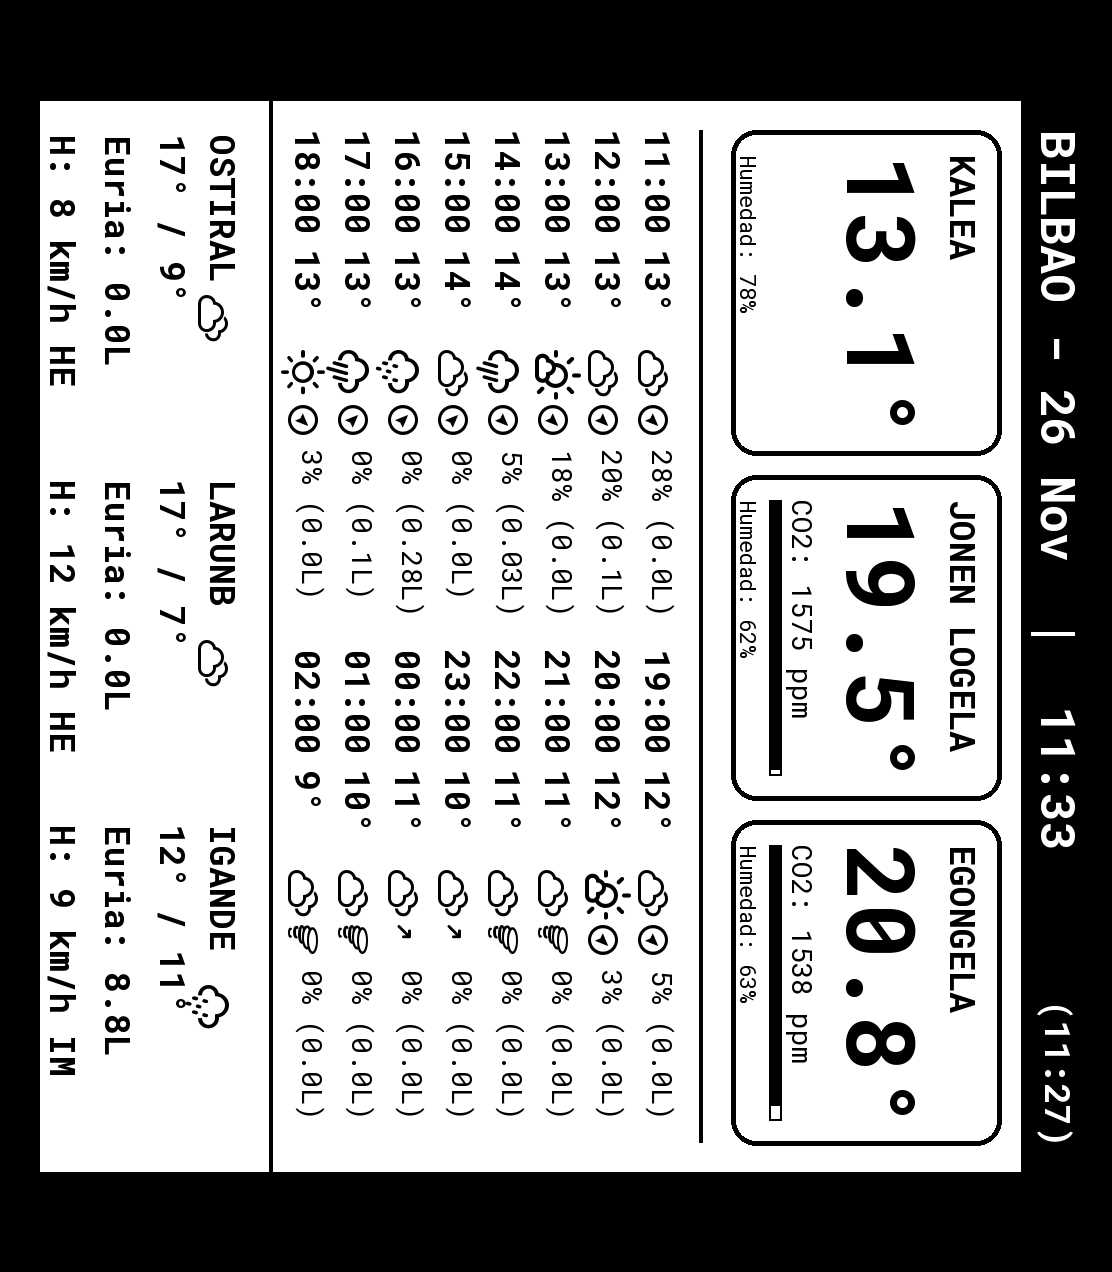 BILBAO - 26 Nov | 11:33 (11:27)
KALEA
13.1°
Humedad: 78%
JONEN LOGELA
19.5°
CO2: 1575 ppm
Humedad: 62%
EGONGELA
20.8°
CO2: 1538 ppm
Humedad: 63%
11:00 13° 28% (0.0L)
12:00 13° 20% (0.1L)
13:00 13° 18% (0.0L)
14:00 14° 5% (0.03L)
15:00 14° 0% (0.0L)
16:00 13° 0% (0.28L)
17:00 13° 0% (0.1L)
18:00 13° 3% (0.0L)
19:00 12° 5% (0.0L)
20:00 12° 3% (0.0L)
21:00 11° 0% (0.0L)
22:00 11° 0% (0.0L)
23:00 10° 0% (0.0L)
00:00 11° 0% (0.0L)
01:00 10° 0% (0.0L)
02:00 9° 0% (0.0L)
OSTIRAL
17° / 9°
Euria: 0.0L
H: 8 km/h HE
LARUNB
17° / 7°
Euria: 0.0L
H: 12 km/h HE
IGANDE
12° / 11°
Euria: 8.8L
H: 9 km/h IM